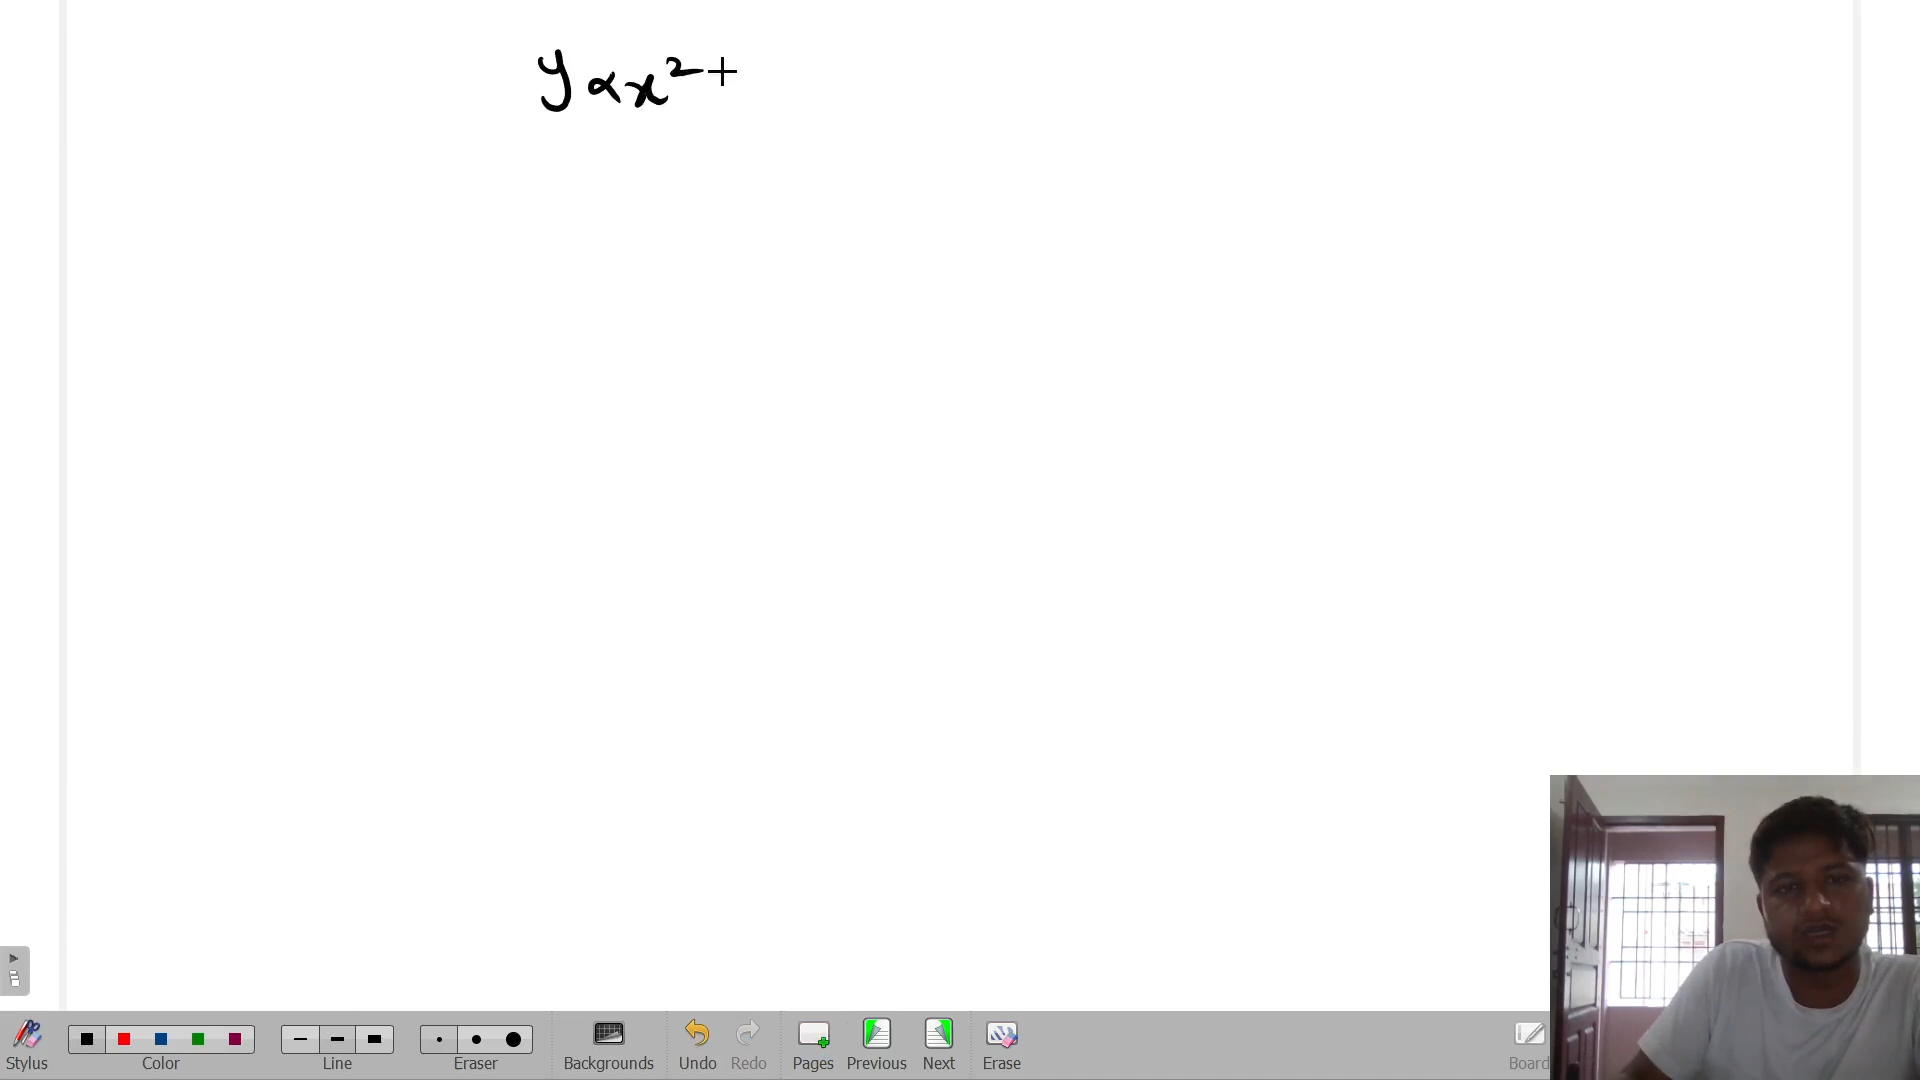 y ∝ x²
Stylus Color Line Eraser Backgrounds Undo Redo Pages Previous Next Erase Board